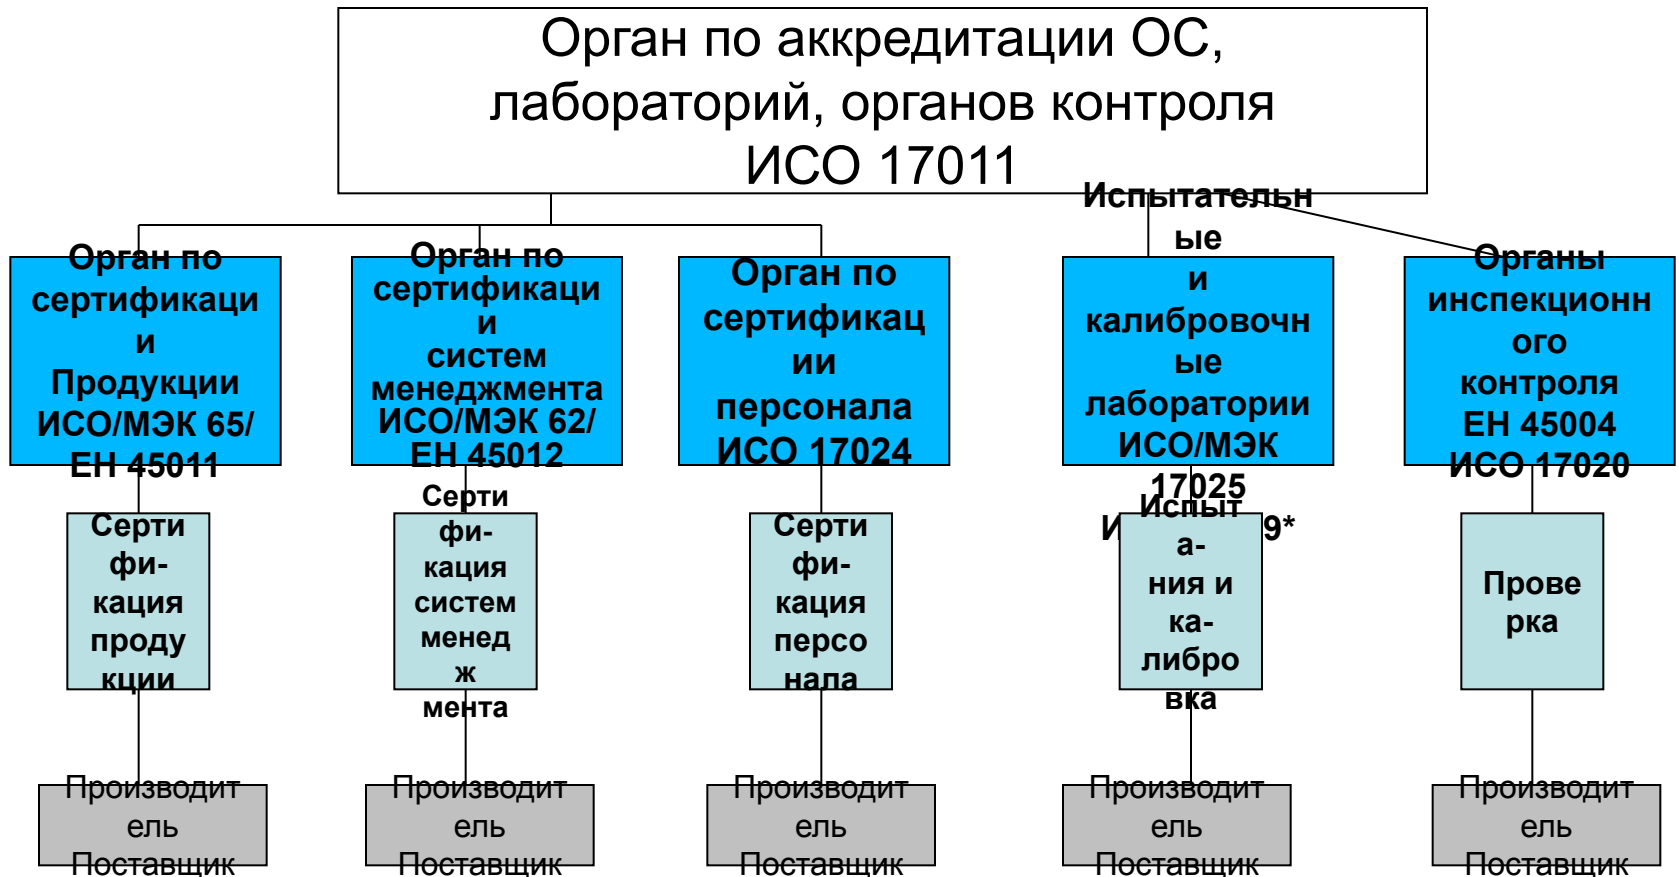 Орган по аккредитации ОС,
лабораторий, органов контроля
ИСО 17011
Орган по
сертификаци
и
Продукции
ИСО/МЭК 65/
ЕН 45011
Орган по
сертификаци
и
систем
менеджмента
ИСО/МЭК 62/
ЕН 45012
Орган по
сертификац
ии
персонала
ИСО 17024
Испытательн
ые
и
калибровочн
ые
лаборатории
ИСО/МЭК
17025
9*
Органы
инспекционн
ого
контроля
ЕН 45004
ИСО 17020
Серти
фи-
кация
проду
кции
Серти
фи-
кация
систем
менед
ж
мента
Серти
фи-
кация
персо
нала
Испыт
а-
ния и
ка-
либро
вка
Прове
рка
Производит
ель
Поставщик
Производит
ель
Поставщик
Производит
ель
Поставщик
Производит
ель
Поставщик
Производит
ель
Поставщик